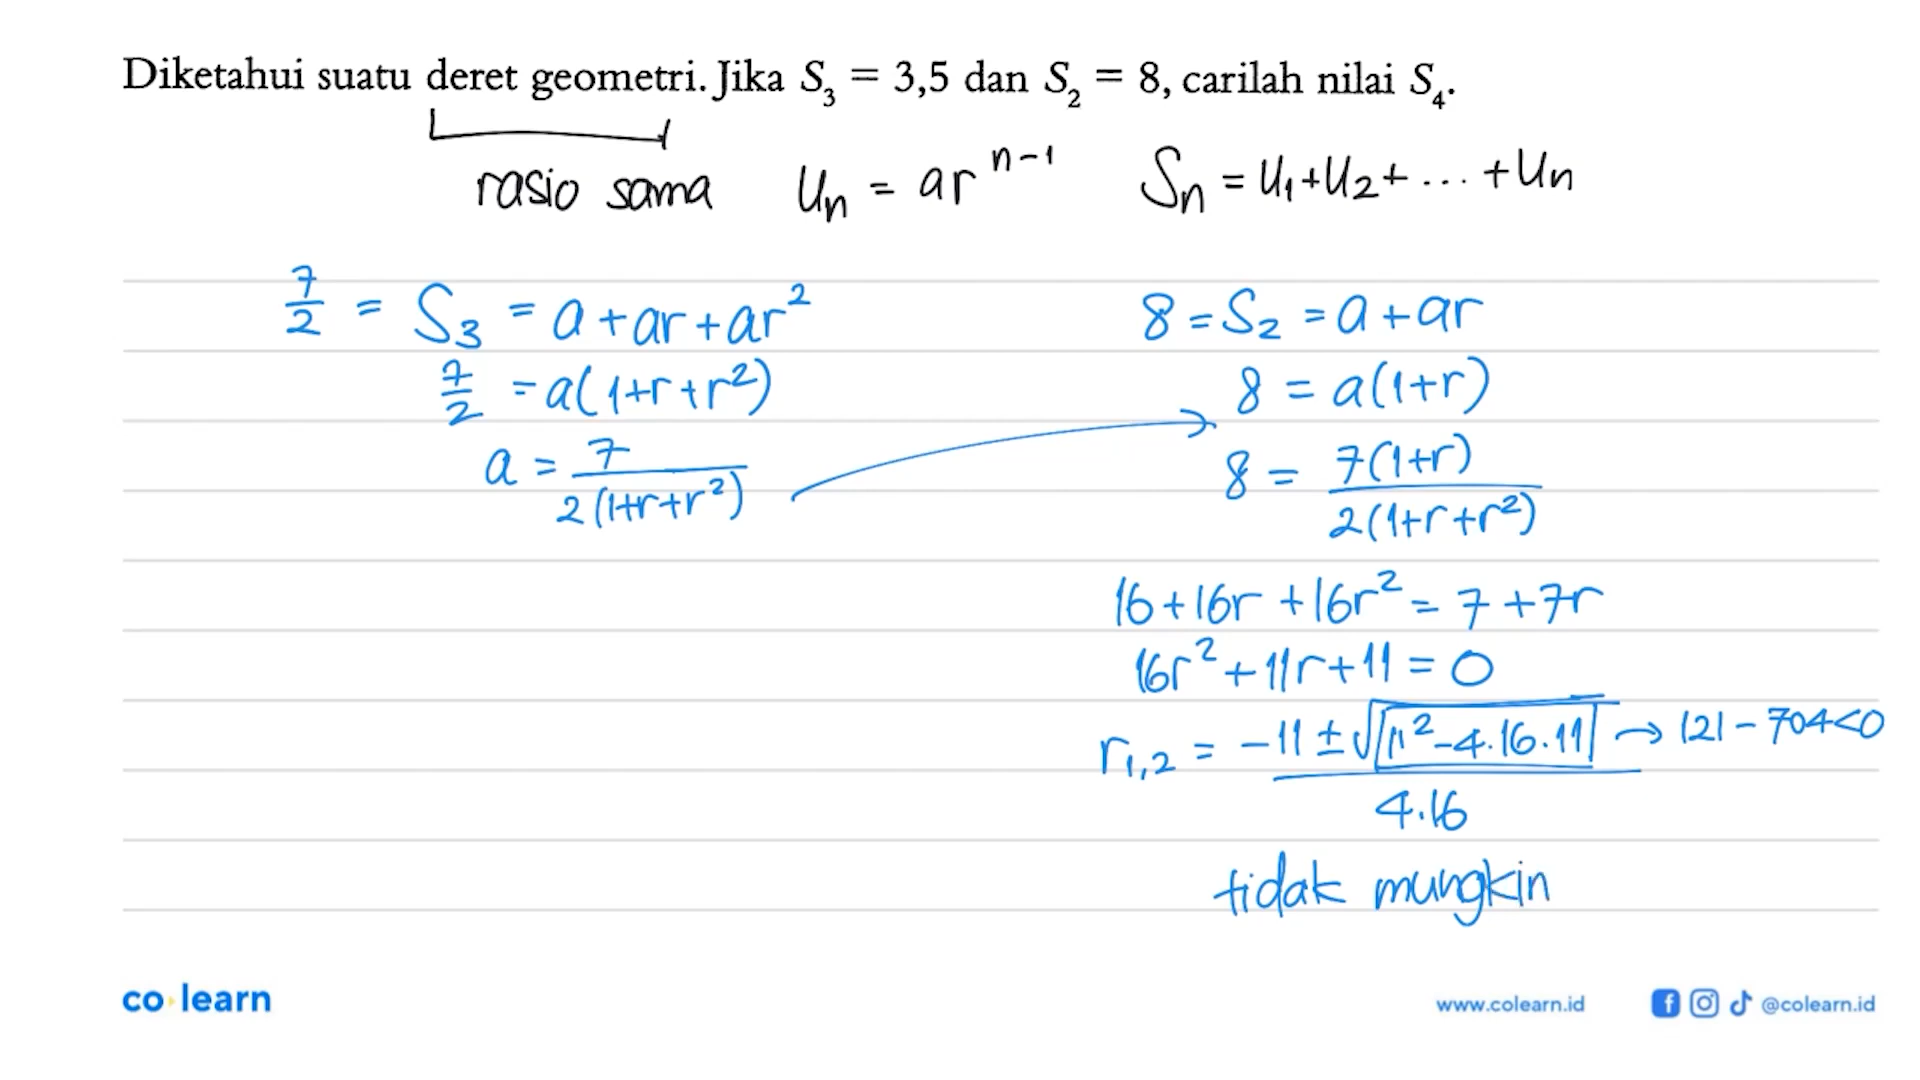 Diketahui suatu deret geometri. Jika S₃ = 3,5 dan S₂ = 8, carilah nilai S₄.
rasio sama Uₙ = arⁿ⁻¹ Sₙ = U₁+U₂+ ... +Uₙ
7/2 = S₃ = a+ar+ar²
8 = S₂ = a+ar
7/2 = a(1+r+r²)
8 = a(1+r)
a = 7/2(1+r+r²)
8 = 7(1+r)/2(1+r+r²)
16+16r+16r² = 7+7r
16r²+11r+11 = 0
r₁,₂ = -11±√11²-4.16.11/4.16 → 121-704<0
tidak mungkin
co learn
www.colearn.id @colearn.id